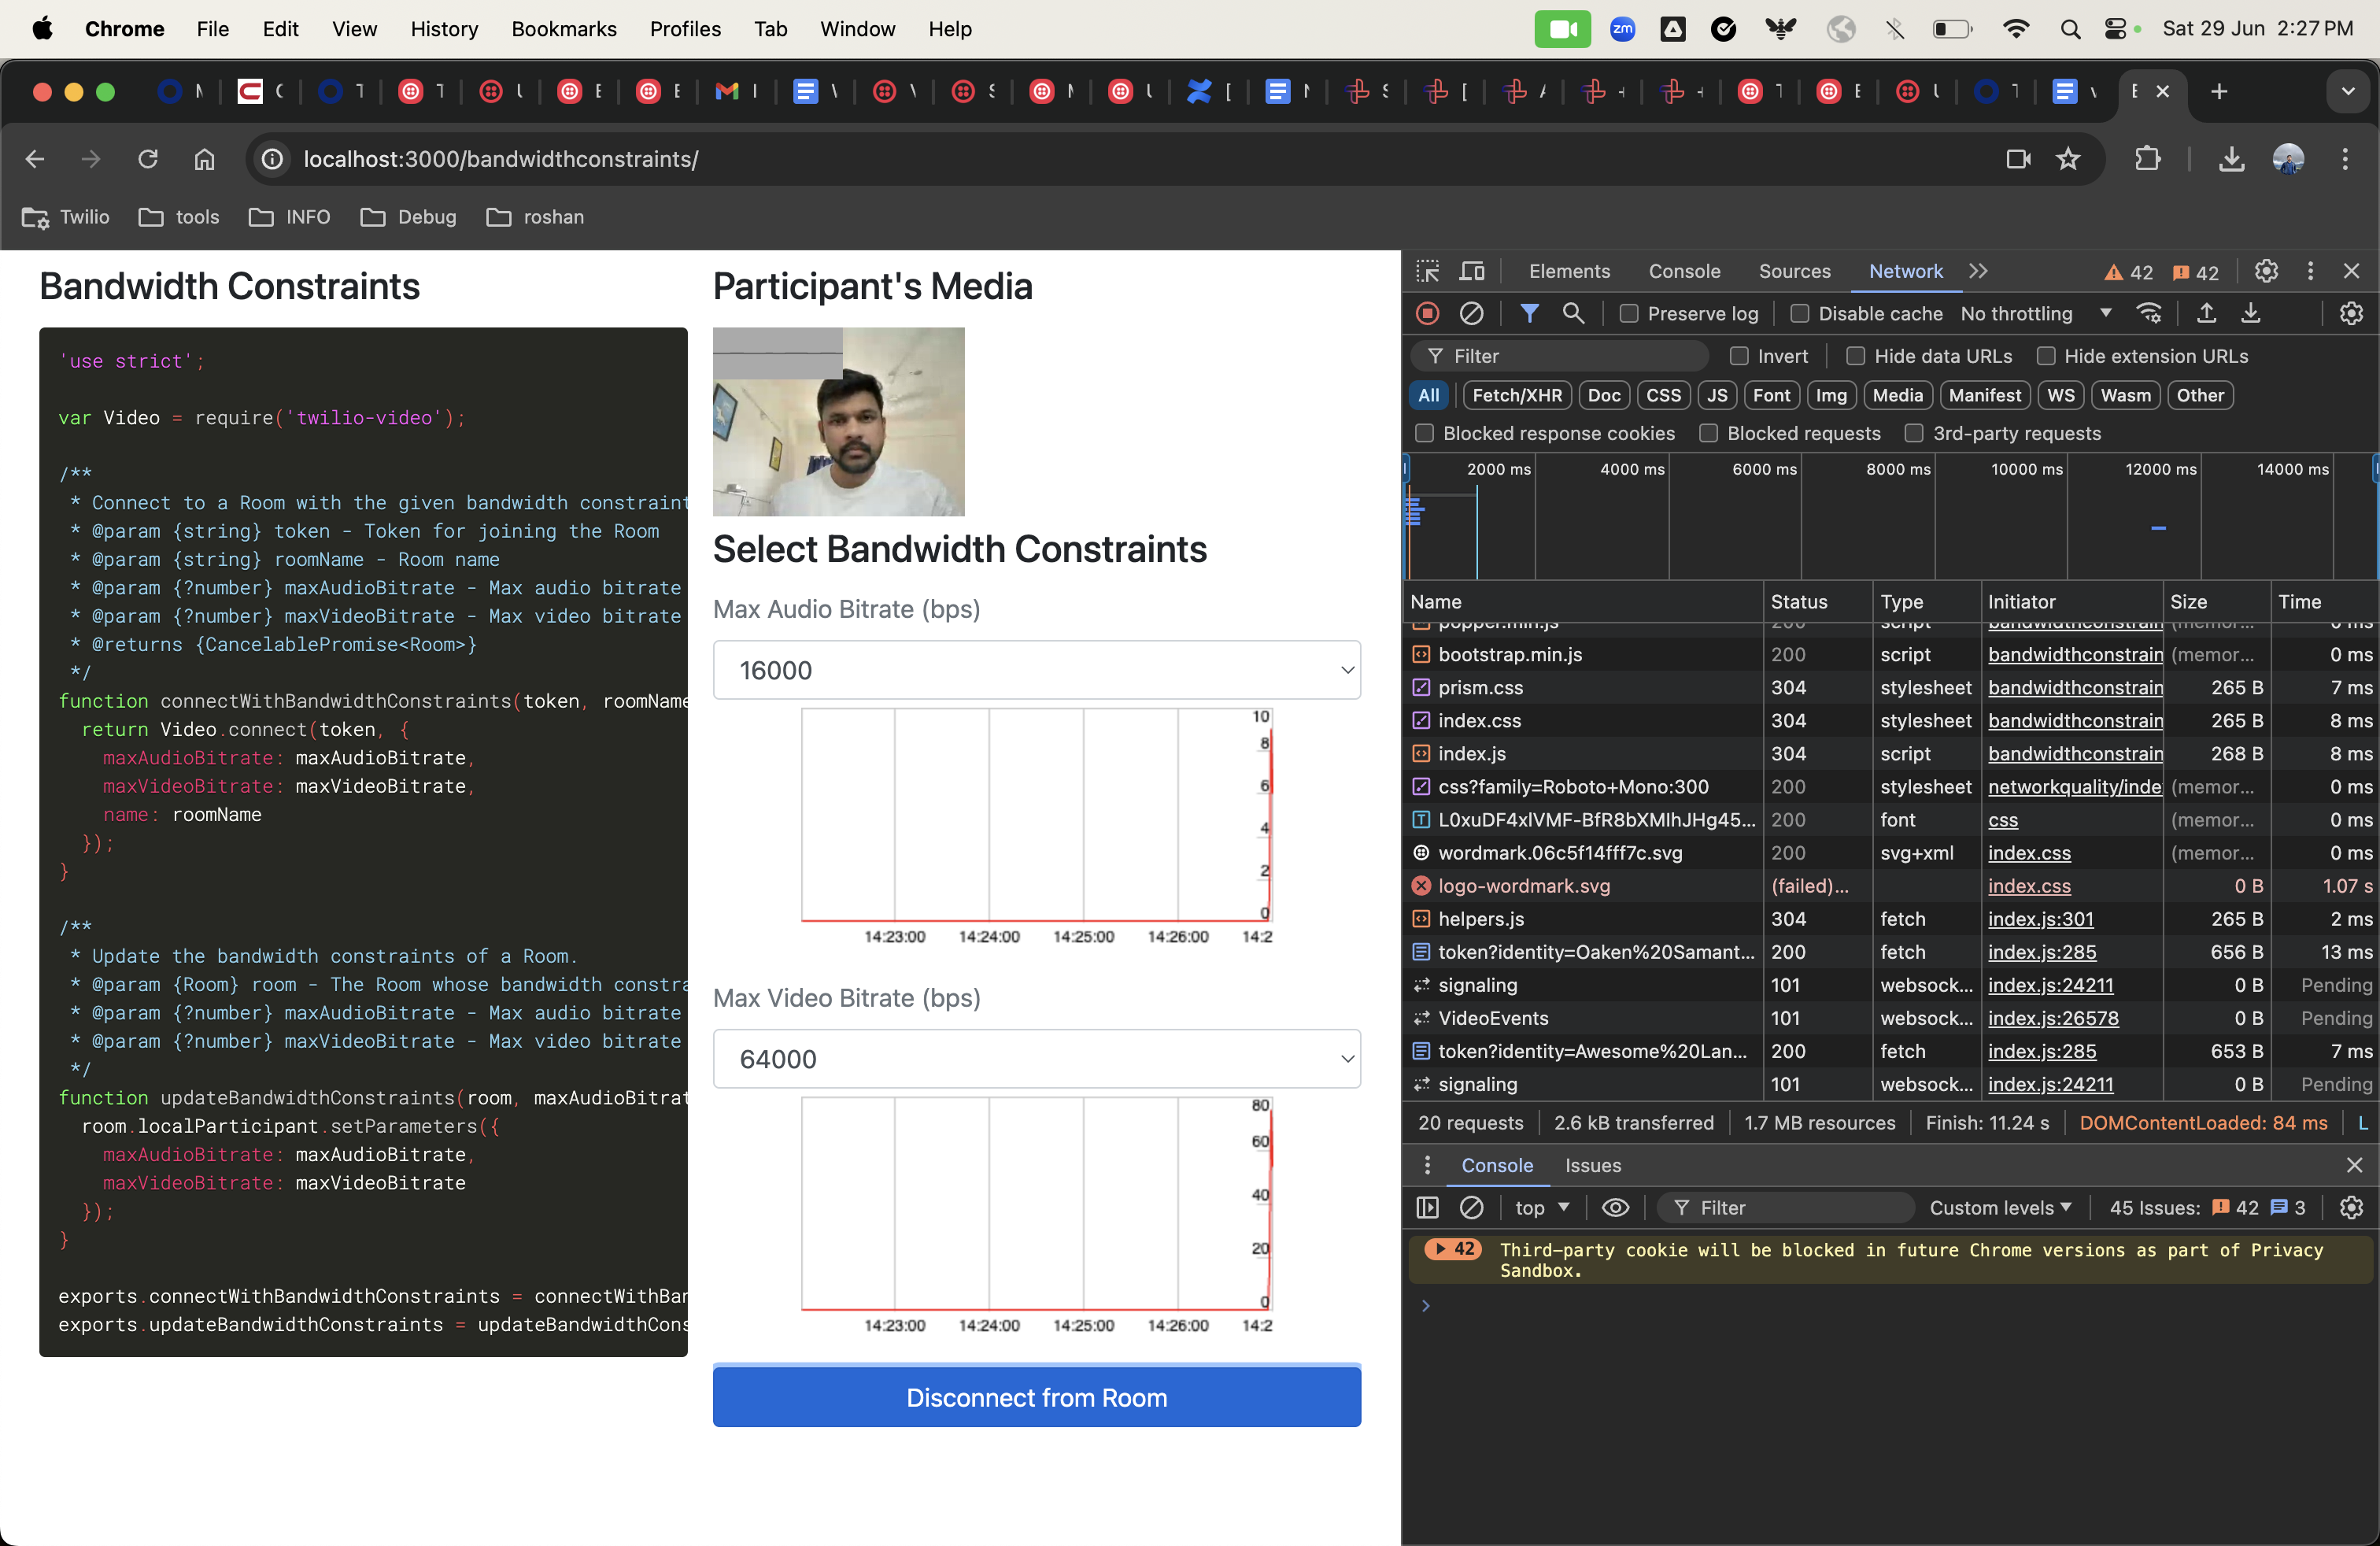 Chrome File Edit View History Bookmarks Profiles Tab Window Help zm Sat 29 Jun 2:27 PM
localhost:3000/bandwidthconstraints/
Twilio tools INFO Debug roshan
Bandwidth Constraints
'use strict';
var Video = require('twilio-video');
/**
* Connect to a Room with the given bandwidth constraint
* @param {string} token - Token for joining the Room
* @param {string} roomName - Room name
* @param {?number} maxAudioBitrate - Max audio bitrate
* @param {?number} maxVideoBitrate - Max video bitrate
* @returns {CancelablePromise<Room>}
*/
function connectWithBandwidthConstraints(token, roomName
return Video.connect(token, {
maxAudioBitrate: maxAudioBitrate,
maxVideoBitrate: maxVideoBitrate,
name: roomName
});
}
/**
* Update the bandwidth constraints of a Room.
* @param {Room} room - The Room whose bandwidth constra
* @param {?number} maxAudioBitrate - Max audio bitrate
* @param {?number} maxVideoBitrate - Max video bitrate
*/
function updateBandwidthConstraints(room, maxAudioBitrat
room.localParticipant.setParameters({
maxAudioBitrate: maxAudioBitrate,
maxVideoBitrate: maxVideoBitrate
});
}
exports.connectWithBandwidthConstraints = connectWithBan
exports.updateBandwidthConstraints = updateBandwidthCons
Participant's Media
Select Bandwidth Constraints
Max Audio Bitrate (bps)
16000
10
8
6
4
2
0
14:23:00 14:24:00 14:25:00 14:26:00 14:2
Max Video Bitrate (bps)
64000
80
60
40
20
0
14:23:00 14:24:00 14:25:00 14:26:00 14:2
Disconnect from Room
Elements Console Sources Network 42 42
Preserve log Disable cache No throttling
Filter Invert Hide data URLs Hide extension URLs
All Fetch/XHR Doc CSS JS Font Img Media Manifest WS Wasm Other
Blocked response cookies Blocked requests 3rd-party requests
2000 ms 4000 ms 6000 ms 8000 ms 10000 ms 12000 ms 14000 ms
Name Status Type Initiator Size Time
popper.min.js 200 script bandwidthconstrain (memor... 0 ms
bootstrap.min.js 200 script bandwidthconstrain (memor... 0 ms
prism.css 304 stylesheet bandwidthconstrain 265 B 7 ms
index.css 304 stylesheet bandwidthconstrain 265 B 8 ms
index.js 304 script bandwidthconstrain 268 B 8 ms
css?family=Roboto+Mono:300 200 stylesheet networkquality/inde (memor... 0 ms
L0xuDF4xlVMF-BfR8bXMIhJHg45... 200 font css (memor... 0 ms
wordmark.06c5f14fff7c.svg 200 svg+xml index.css (memor... 0 ms
logo-wordmark.svg (failed)... index.css 0 B 1.07 s
helpers.js 304 fetch index.js:301 265 B 2 ms
token?identity=Oaken%20Samant... 200 fetch index.js:285 656 B 13 ms
signaling 101 websock... index.js:24211 0 B Pending
VideoEvents 101 websock... index.js:26578 0 B Pending
token?identity=Awesome%20Lan... 200 fetch index.js:285 653 B 7 ms
signaling 101 websock... index.js:24211 0 B Pending
20 requests 2.6 kB transferred 1.7 MB resources Finish: 11.24 s DOMContentLoaded: 84 ms L
Console Issues
top Filter Custom levels 45 Issues: 42 3
42 Third-party cookie will be blocked in future Chrome versions as part of Privacy
Sandbox.